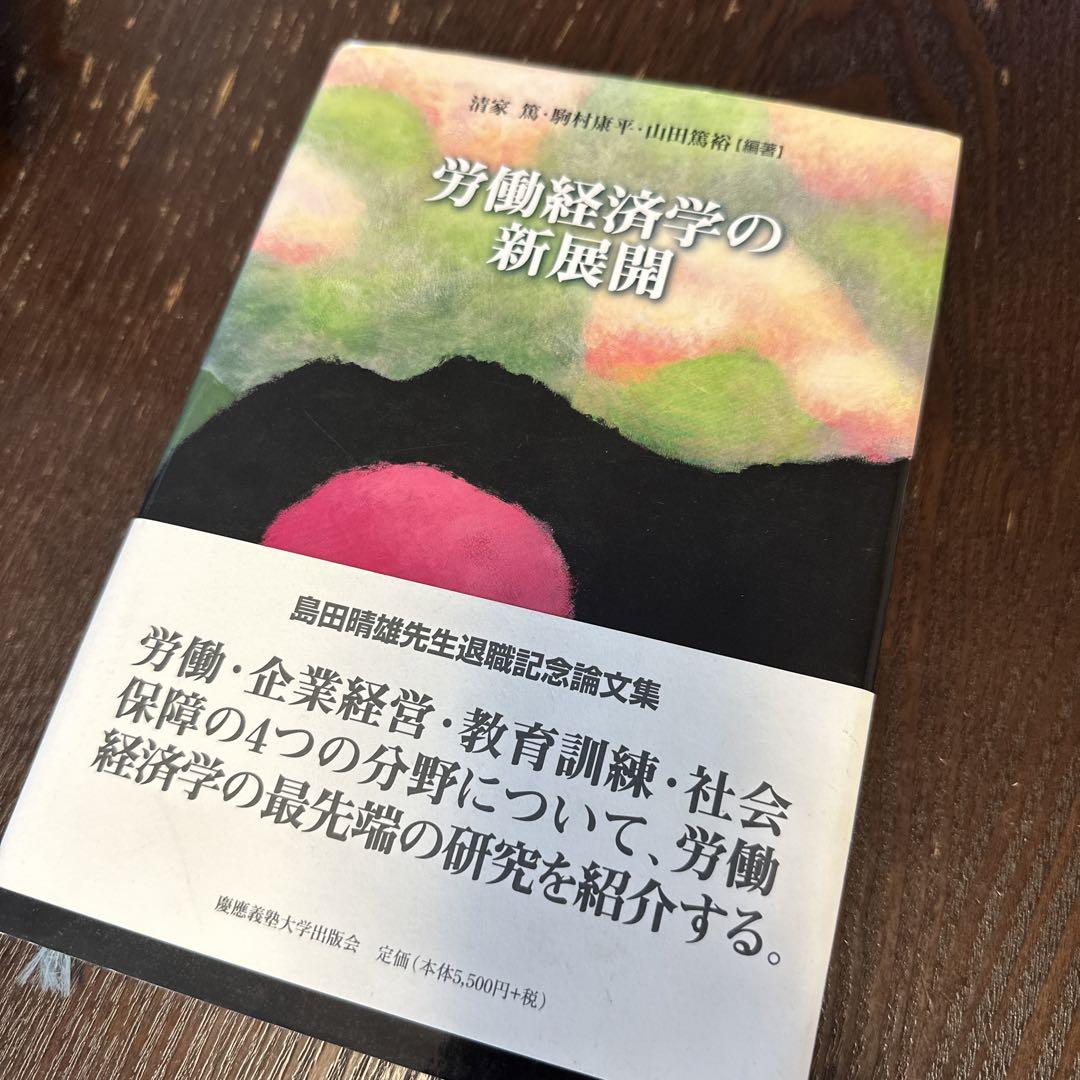 清家 篤・駒村康平・山田篤裕[編著]
労働経済学の
新展開
島田晴雄先生退職記念論文集
労働・企業経営・教育訓練・社会
保障の4つの分野について、労働
経済学の最先端の研究を紹介する。
慶應義塾大学出版会 定価(本体5,500円+税)